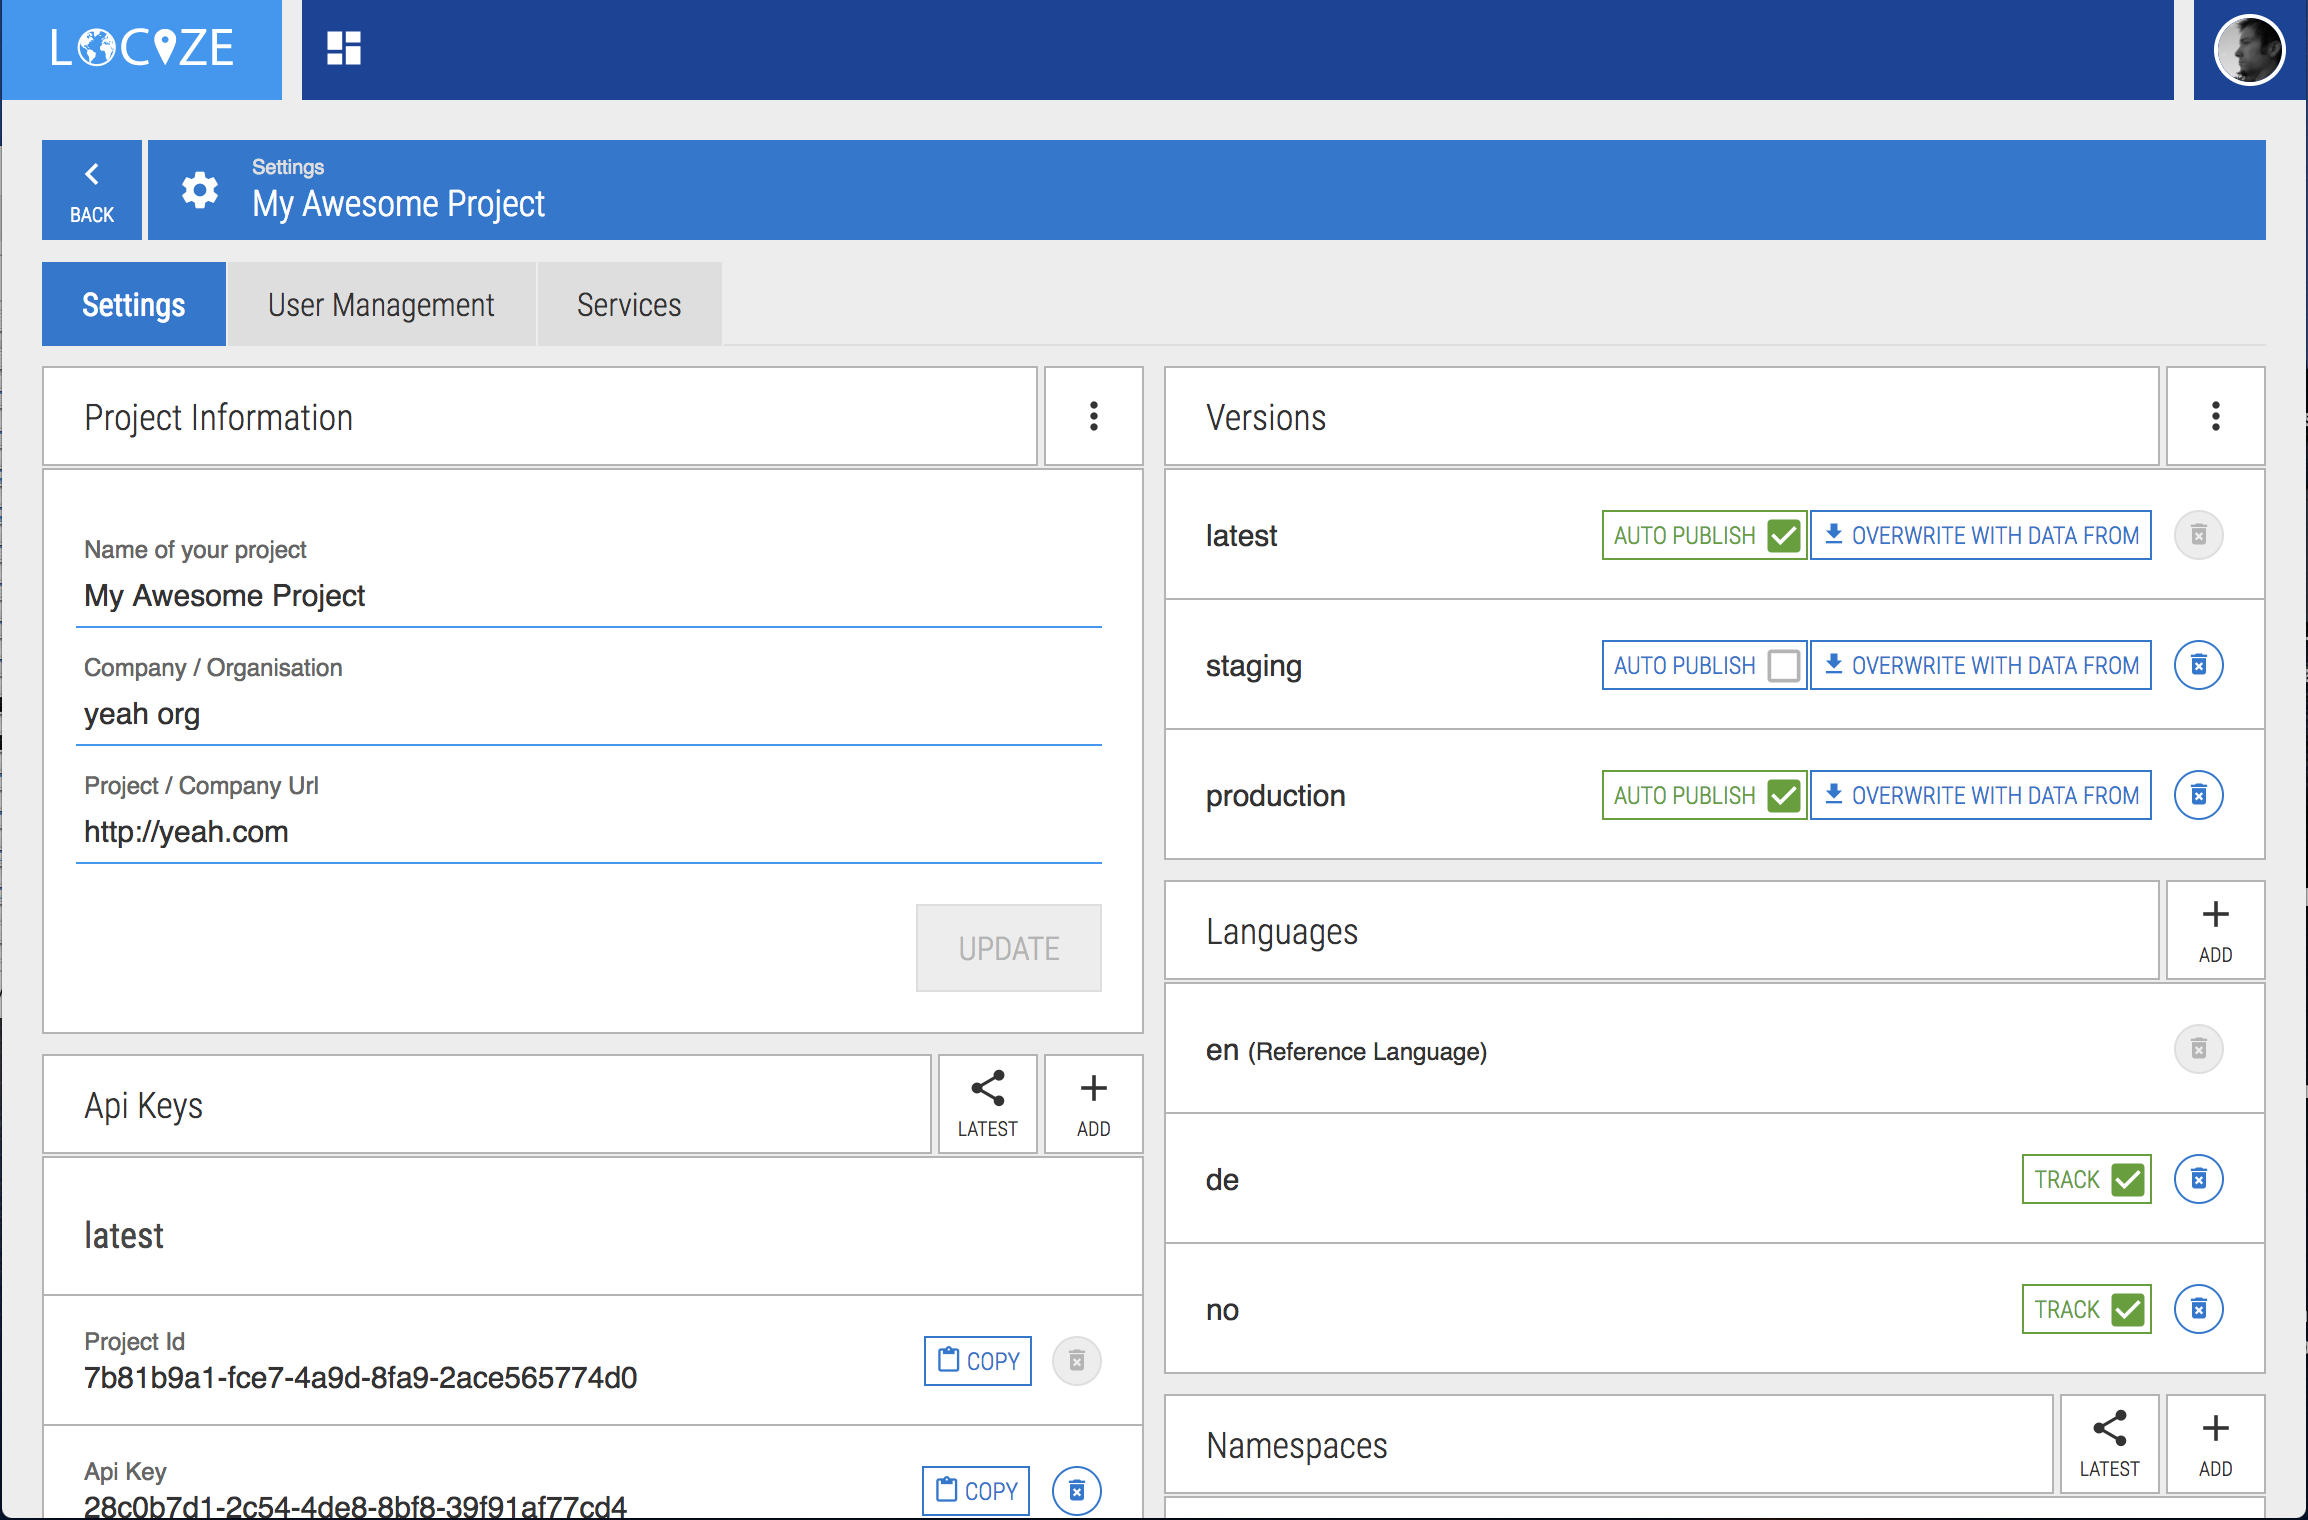 LOCIZE
BACK
Settings
My Awesome Project
Settings
User Management
Services
Project Information
Name of your project
My Awesome Project
Company / Organisation
yeah org
Project / Company Url
http://yeah.com
UPDATE
Api Keys
LATEST
ADD
latest
Project Id
7b81b9a1-fce7-4a9d-8fa9-2ace565774d0
COPY
Api Key
28c0b7d1-2c54-4de8-8bf8-39f91af77cd4
COPY
Versions
latest
AUTO PUBLISH
OVERWRITE WITH DATA FROM
staging
AUTO PUBLISH
OVERWRITE WITH DATA FROM
production
AUTO PUBLISH
OVERWRITE WITH DATA FROM
Languages
ADD
en (Reference Language)
de
TRACK
no
TRACK
Namespaces
LATEST
ADD